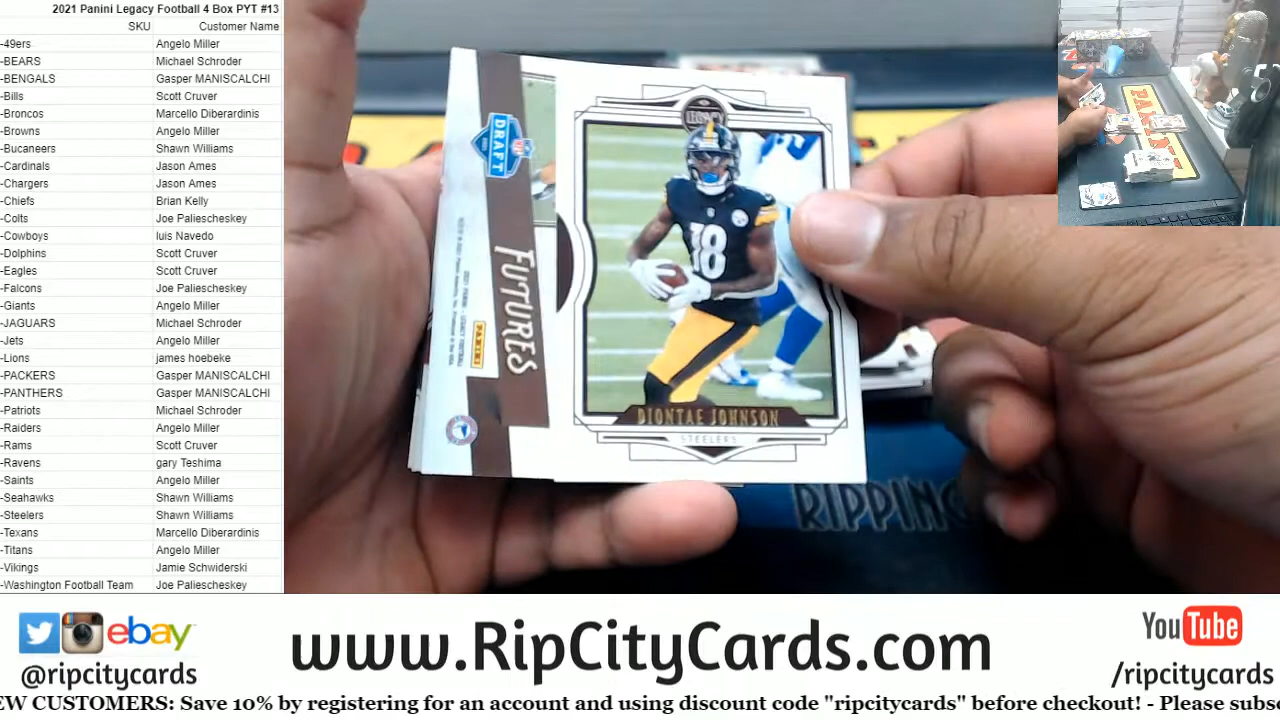 2021 Panini Legacy Football 4 Box PYT #13
SKU Customer Name
-49ers Angelo Miller
-BEARS Michael Schroder
-BENGALS Gasper MANISCALCHI
-Bills Scott Cruver
-Broncos Marcello Diberardinis
-Browns Angelo Miller
-Bucaneers Shawn Williams
-Cardinals Jason Ames
-Chargers Jason Ames
-Chiefs Brian Kelly
-Colts Joe Paliescheskey
-Cowboys luis Navedo
-Dolphins Scott Cruver
-Eagles Scott Cruver
-Falcons Joe Paliescheskey
-Giants Angelo Miller
-JAGUARS Michael Schroder
-Jets Angelo Miller
-Lions james hoebeke
-PACKERS Gasper MANISCALCHI
-PANTHERS Gasper MANISCALCHI
-Patriots Michael Schroder
-Raiders Angelo Miller
-Rams Scott Cruver
-Ravens gary Teshima
-Saints Angelo Miller
-Seahawks Shawn Williams
-Steelers Shawn Williams
-Texans Marcello Diberardinis
-Titans Angelo Miller
-Vikings Jamie Schwiderski
-Washington Football Team Joe Paliescheskey
DRAFT
FUTURES
PANINI
LEGACY
18
DIONTAE JOHNSON
STEELERS
RIPPING
PANINI
ebay
@ripcitycards
www.RipCityCards.com
YouTube
/ripcitycards
EW CUSTOMERS: Save 10% by registering for an account and using discount code "ripcitycards" before checkout! - Please subsc